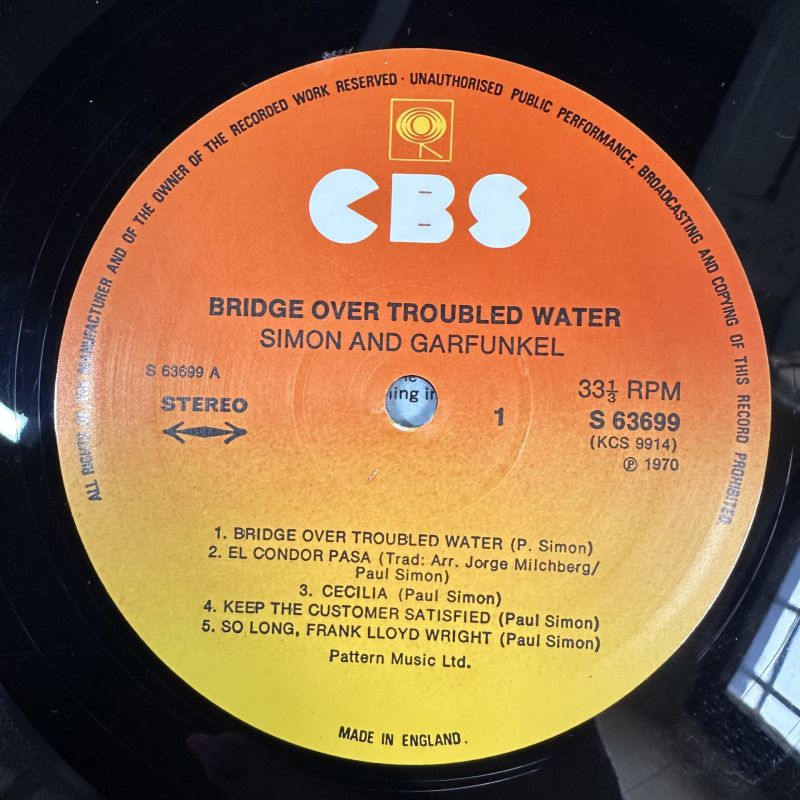 ALL RIGHTS OF THE MANUFACTURER AND OF THE OWNER OF THE RECORDED WORK RESERVED · UNAUTHORISED PUBLIC PERFORMANCE, BROADCASTING AND COPYING OF THIS RECORD PROHIBITED.
CBS
BRIDGE OVER TROUBLED WATER
SIMON AND GARFUNKEL
S 63699 A
STEREO
1
33⅓ RPM
S 63699
(KCS 9914)
℗ 1970
1. BRIDGE OVER TROUBLED WATER (P. Simon)
2. EL CONDOR PASA (Trad: Arr. Jorge Milchberg/
Paul Simon)
3. CECILIA (Paul Simon)
4. KEEP THE CUSTOMER SATISFIED (Paul Simon)
5. SO LONG, FRANK LLOYD WRIGHT (Paul Simon)
Pattern Music Ltd.
MADE IN ENGLAND.